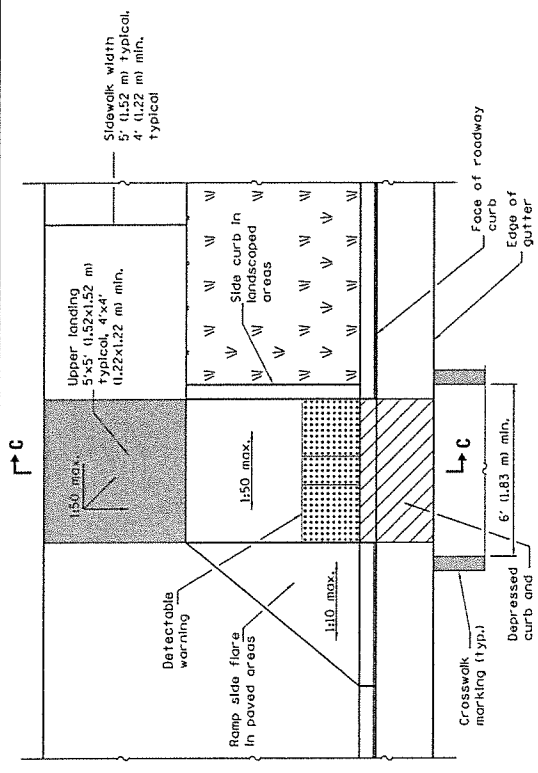 Sidewalk width
5' (1.52 m) typical,
4' (1.22 m) min.
typical
Upper landing
5'x5' (1.52x1.52 m)
typical, 4'x4'
(1.22x1.22 m) min.
1:50 max.
C
Side curb in
landscaped
areas
Face of roadway
curb
Edge of
gutter
1:50 max.
Detectable
warning
Ramp side flare
in paved areas
1:10 max.
C
6' (1.83 m) min.
Crosswalk
marking (typ.)
Depressed
curb and